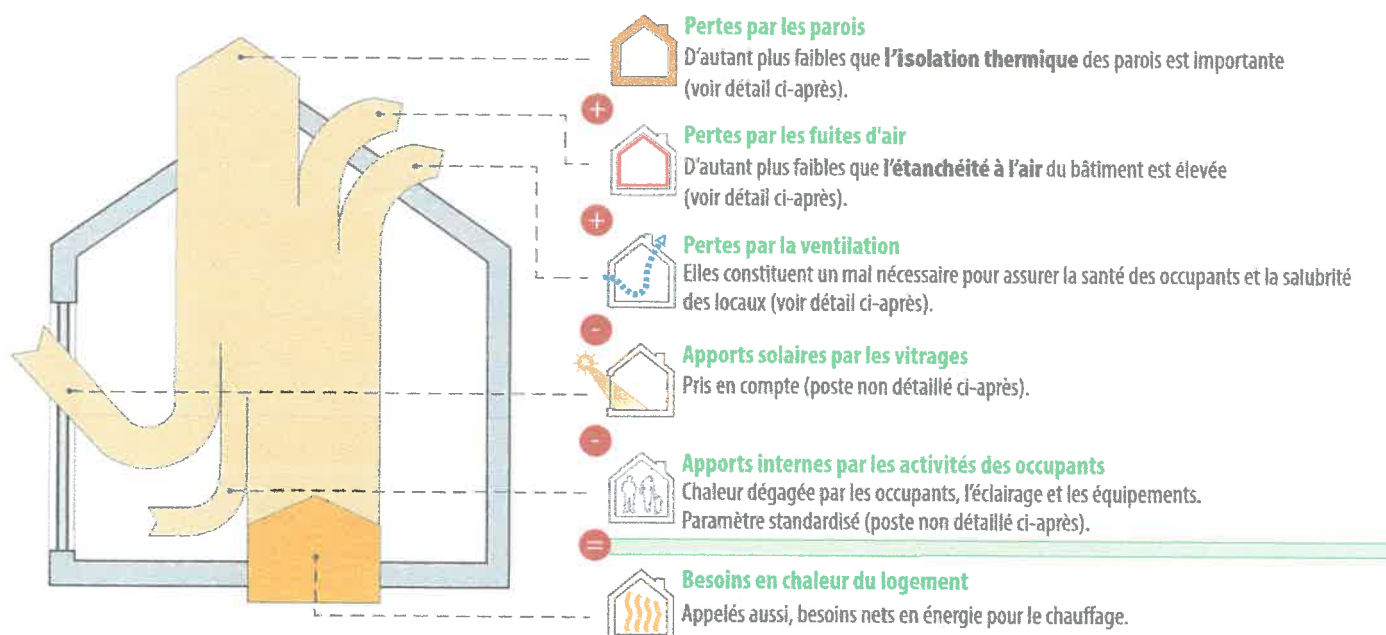 Pertes par les parois
D'autant plus faibles que l'isolation thermique des parois est importante
(voir détail ci-après).
+
Pertes par les fuites d'air
D'autant plus faibles que l'étanchéité à l'air du bâtiment est élevée
(voir détail ci-après).
+
Pertes par la ventilation
Elles constituent un mal nécessaire pour assurer la santé des occupants et la salubrité
des locaux (voir détail ci-après).
-
Apports solaires par les vitrages
Pris en compte (poste non détaillé ci-après).
-
Apports internes par les activités des occupants
Chaleur dégagée par les occupants, l'éclairage et les équipements.
Paramètre standardisé (poste non détaillé ci-après).
=
Besoins en chaleur du logement
Appelés aussi, besoins nets en énergie pour le chauffage.